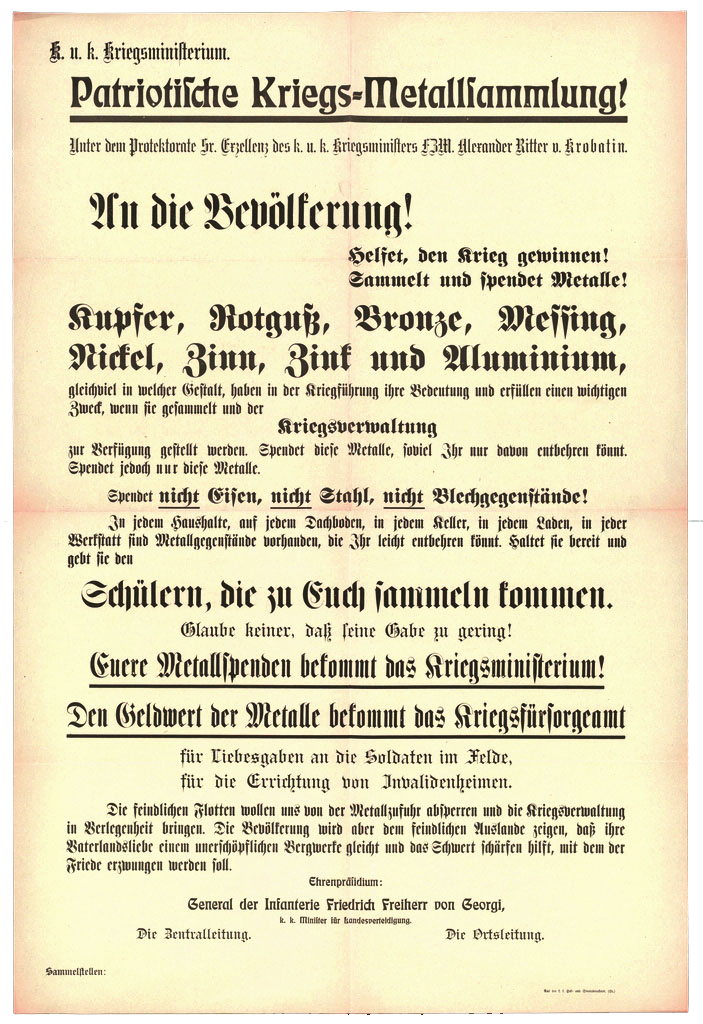 K. u. k. Kriegsministerium.
Patriotische Kriegs-Metallsammlung!
Unter dem Protektorate Sr. Exzellenz des k. u. k. Kriegsministers FZM. Alexander Ritter v. Krobatin.
An die Bevölkerung!
Helfet, den Krieg gewinnen!
Sammelt und spendet Metalle!
Kupfer, Rotguß, Bronze, Messing,
Nickel, Zinn, Zink und Aluminium,
gleichviel in welcher Gestalt, haben in der Kriegführung ihre Bedeutung und erfüllen einen wichtigen
Zweck, wenn sie gesammelt und der
Kriegsverwaltung
zur Verfügung gestellt werden. Spendet diese Metalle, soviel Ihr nur davon entbehren könnt.
Spendet jedoch nur diese Metalle.
Spendet nicht Eisen, nicht Stahl, nicht Blechgegenstände!
In jedem Haushalte, auf jedem Dachboden, in jedem Keller, in jedem Laden, in jeder
Werkstatt sind Metallgegenstände vorhanden, die Ihr leicht entbehren könnt. Haltet sie bereit und
gebt sie den
Schülern, die zu Euch sammeln kommen.
Glaube keiner, daß seine Gabe zu gering!
Euere Metallspenden bekommt das Kriegsministerium!
Den Geldwert der Metalle bekommt das Kriegsfürsorgeamt
für Liebesgaben an die Soldaten im Felde,
für die Errichtung von Invalidenheimen.
Die feindlichen Flotten wollen uns von der Metallzufuhr absperren und die Kriegsverwaltung
in Verlegenheit bringen. Die Bevölkerung wird aber dem feindlichen Auslande zeigen, daß ihre
Vaterlandsliebe einem unerschöpflichen Bergwerke gleicht und das Schwert schärfen hilft, mit dem der
Friede erzwungen werden soll.
Ehrenpräsidium:
General der Infanterie Friedrich Freiherr von Georgi,
k. k. Minister für Landesverteidigung.
Die Zentralleitung. Die Ortsleitung.
Sammelstellen:
Aus der k. k. Hof- und Staatsdruckerei.